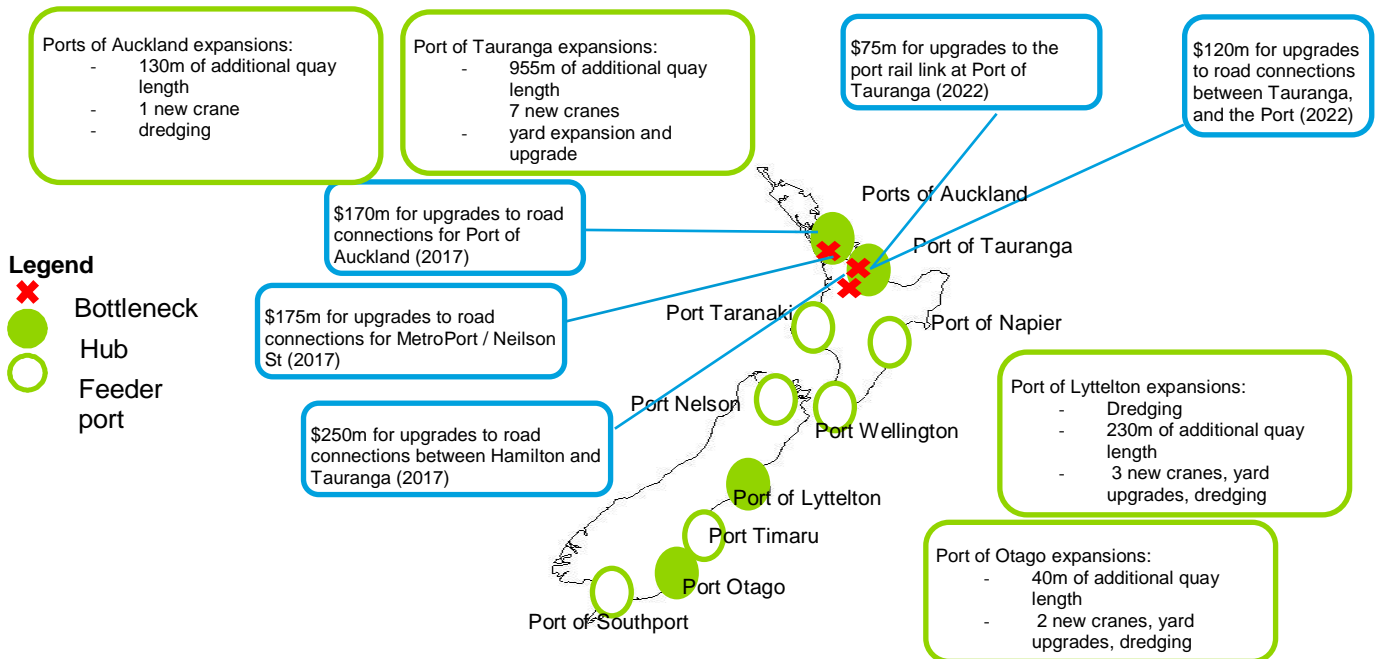 Ports of Auckland expansions:
- 130m of additional quay
length
- 1 new crane
- dredging
Port of Tauranga expansions:
- 955m of additional quay
length
- 7 new cranes
- yard expansion and
upgrade
$75m for upgrades to the
port rail link at Port of
Tauranga (2022)
$120m for upgrades
to road connections
between Tauranga,
and the Port (2022)
$170m for upgrades to road
connections for Port of
Auckland (2017)
$175m for upgrades to road
connections for MetroPort / Neilson
St (2017)
$250m for upgrades to road
connections between Hamilton and
Tauranga (2017)
Legend
Bottleneck
Hub
Feeder
port
Ports of Auckland
Port of Tauranga
Port Taranaki
Port of Napier
Port Nelson
Port Wellington
Port of Lyttelton
Port Timaru
Port Otago
Port of Southport
Port of Lyttelton expansions:
- Dredging
- 230m of additional quay
length
- 3 new cranes, yard
upgrades, dredging
Port of Otago expansions:
- 40m of additional quay
length
- 2 new cranes, yard
upgrades, dredging